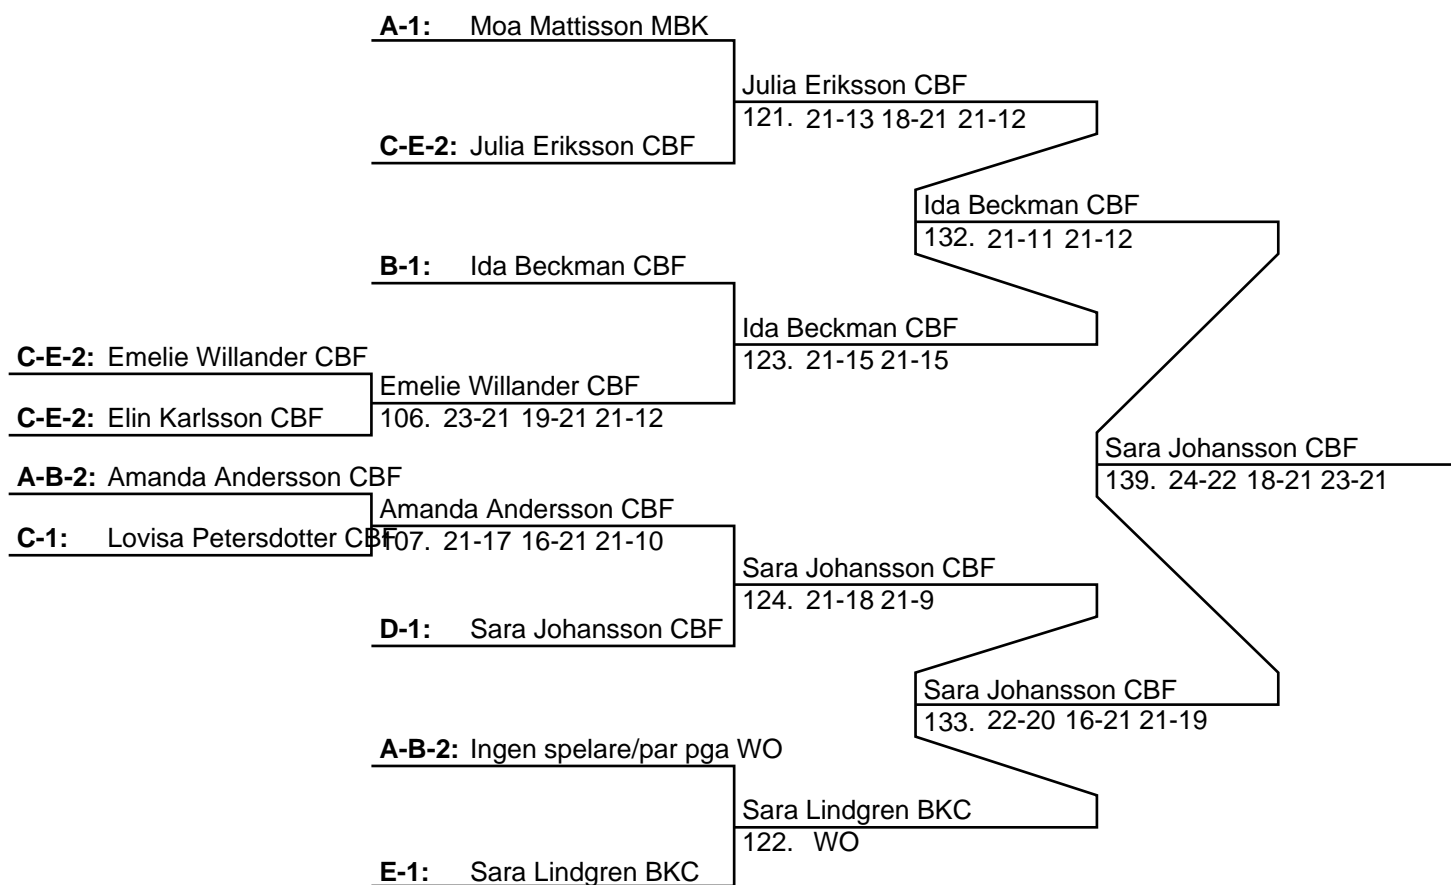 A-1: Moa Mattisson MBK
Julia Eriksson CBF
121. 21-13 18-21 21-12
C-E-2: Julia Eriksson CBF
Ida Beckman CBF
132. 21-11 21-12
B-1: Ida Beckman CBF
Ida Beckman CBF
123. 21-15 21-15
C-E-2: Emelie Willander CBF
Emelie Willander CBF
106. 23-21 19-21 21-12
C-E-2: Elin Karlsson CBF
Sara Johansson CBF
139. 24-22 18-21 23-21
A-B-2: Amanda Andersson CBF
Amanda Andersson CBF
107. 21-17 16-21 21-10
C-1: Lovisa Petersdotter CBF
Sara Johansson CBF
124. 21-18 21-9
D-1: Sara Johansson CBF
Sara Johansson CBF
133. 22-20 16-21 21-19
A-B-2: Ingen spelare/par pga WO
Sara Lindgren BKC
122. WO
E-1: Sara Lindgren BKC